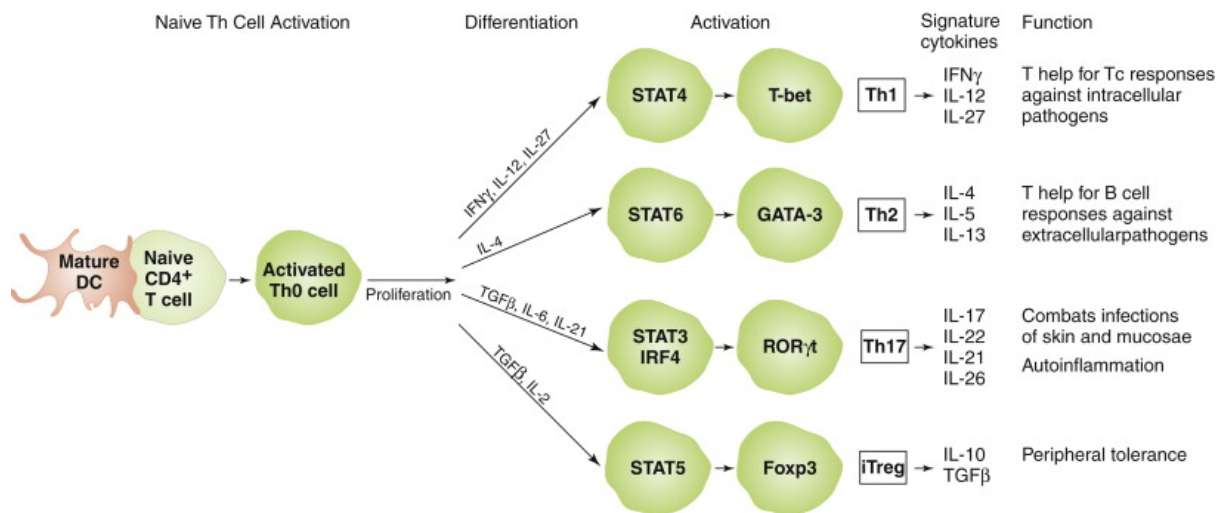 Naive Th Cell Activation
Differentiation
Activation
Signature
cytokines
Function
Mature
DC
Naive
CD4+
T cell
Activated
Th0 cell
Proliferation
IFNγ, IL-12, IL-27
STAT4
T-bet
Th1
IFNγ
IL-12
IL-27
T help for Tc responses
against intracellular
pathogens
IL-4
STAT6
GATA-3
Th2
IL-4
IL-5
IL-13
T help for B cell
responses against
extracellularpathogens
TGFβ, IL-6, IL-21
STAT3
IRF4
RORγt
Th17
IL-17
IL-22
IL-21
IL-26
Combats infections
of skin and mucosae
Autoinflammation
TGFβ, IL-2
STAT5
Foxp3
iTreg
IL-10
TGFβ
Peripheral tolerance